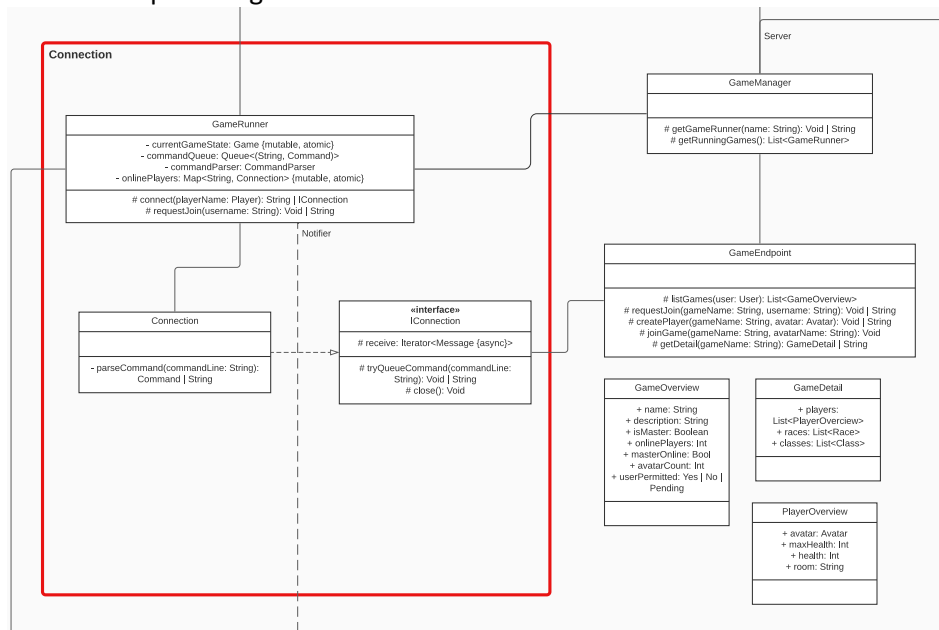 Connection
GameRunner
- currentGameState: Game {mutable, atomic}
- commandQueue: Queue<(String, Command)>
- commandParser: CommandParser
- onlinePlayers: Map<String, Connection> {mutable, atomic}
# connect(playerName: Player): String | IConnection
# requestJoin(username: String): Void | String
Notifier
Connection
- parseCommand(commandLine: String):
Command | String
«interface»
IConnection
# receive: Iterator<Message {async}>
# tryQueueCommand(commandLine:
String): Void | String
# close(): Void
Server
GameManager
# getGameRunner(name: String): Void | String
# getRunningGames(): List<GameRunner>
GameEndpoint
# listGames(user: User): List<GameOverview>
# requestJoin(gameName: String, username: String): Void | String
# createPlayer(gameName: String, avatar: Avatar): Void | String
# joinGame(gameName: String, avatarName: String): Void
# getDetail(gameName: String): GameDetail | String
GameOverview
+ name: String
+ description: String
+ isMaster: Boolean
+ onlinePlayers: Int
+ masterOnline: Bool
+ avatarCount: Int
+ userPermitted: Yes | No |
Pending
GameDetail
+ players:
List<PlayerOverciew>
+ races: List<Race>
+ classes: List<Class>
PlayerOverview
+ avatar: Avatar
+ maxHealth: Int
+ health: Int
+ room: String